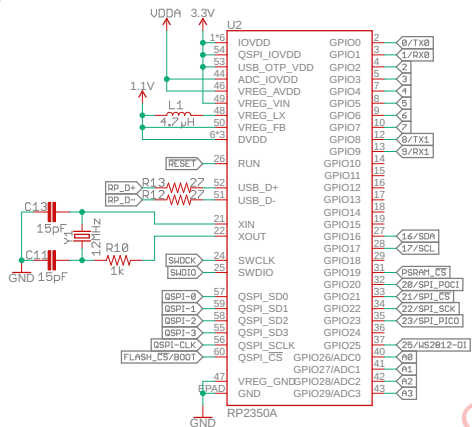 VDDA 3.3V
U2
1*6 IOVDD GPIO0 2 0/TX0
54 QSPI_IOVDD GPIO1 3 1/RX0
53 USB_OTP_VDD GPIO2 4 2
44 ADC_IOVDD GPIO3 5 3
46 VREG_AVDD GPIO4 7 4
1.1V 49 VREG_VIN GPIO5 8 5
L1 48 VREG_LX GPIO6 9 6
4.7µH 50 VREG_FB GPIO7 10 7
6*3 DVDD GPIO8 12 8/TX1
GPIO9 13 9/RX1
RESET 26 RUN GPIO10 14
GPIO11 15
RP_D+ R13 27 52 USB_D+ GPIO12 16
RP_D- R12 27 51 USB_D- GPIO13 17
GPIO14 18
C13 15pF 21 XIN GPIO15 19
Y1 12MHz 22 XOUT GPIO16 27 16/SDA
R10 1k GPIO17 28 17/SCL
C11 15pF SWDCK 24 SWCLK GPIO18 29
GND SWDIO 25 SWDIO GPIO19 31 PSRAM_CS
GPIO20 32 20/SPI_POCI
QSPI-0 57 QSPI_SD0 GPIO21 33 21/SPI_CS
QSPI-1 59 QSPI_SD1 GPIO22 34 22/SPI_SCK
QSPI-2 58 QSPI_SD2 GPIO23 35 23/SPI_PICO
QSPI-3 55 QSPI_SD3 GPIO24 36
QSPI-CLK 56 QSPI_SCLK GPIO25 37 25/WS2812-DI
FLASH_CS/BOOT 60 QSPI_CS GPIO26/ADC0 40 A0
GPIO27/ADC1 41 A1
47 VREG_GND GPIO28/ADC2 42 A2
EPAD GND GPIO29/ADC3 43 A3
RP2350A
GND